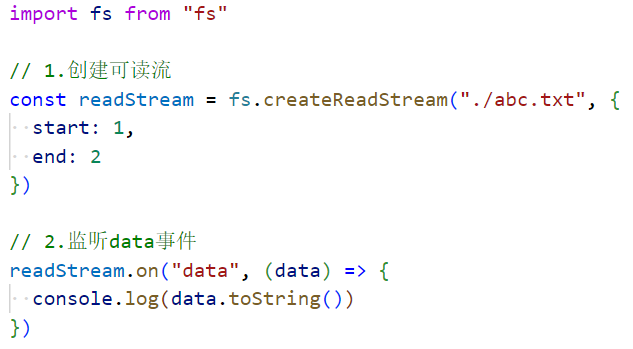 import fs from "fs"
// 1.创建可读流
const readStream = fs.createReadStream("./abc.txt", {
  start: 1,
  end: 2
})
// 2.监听data事件
readStream.on("data", (data) => {
  console.log(data.toString())
})